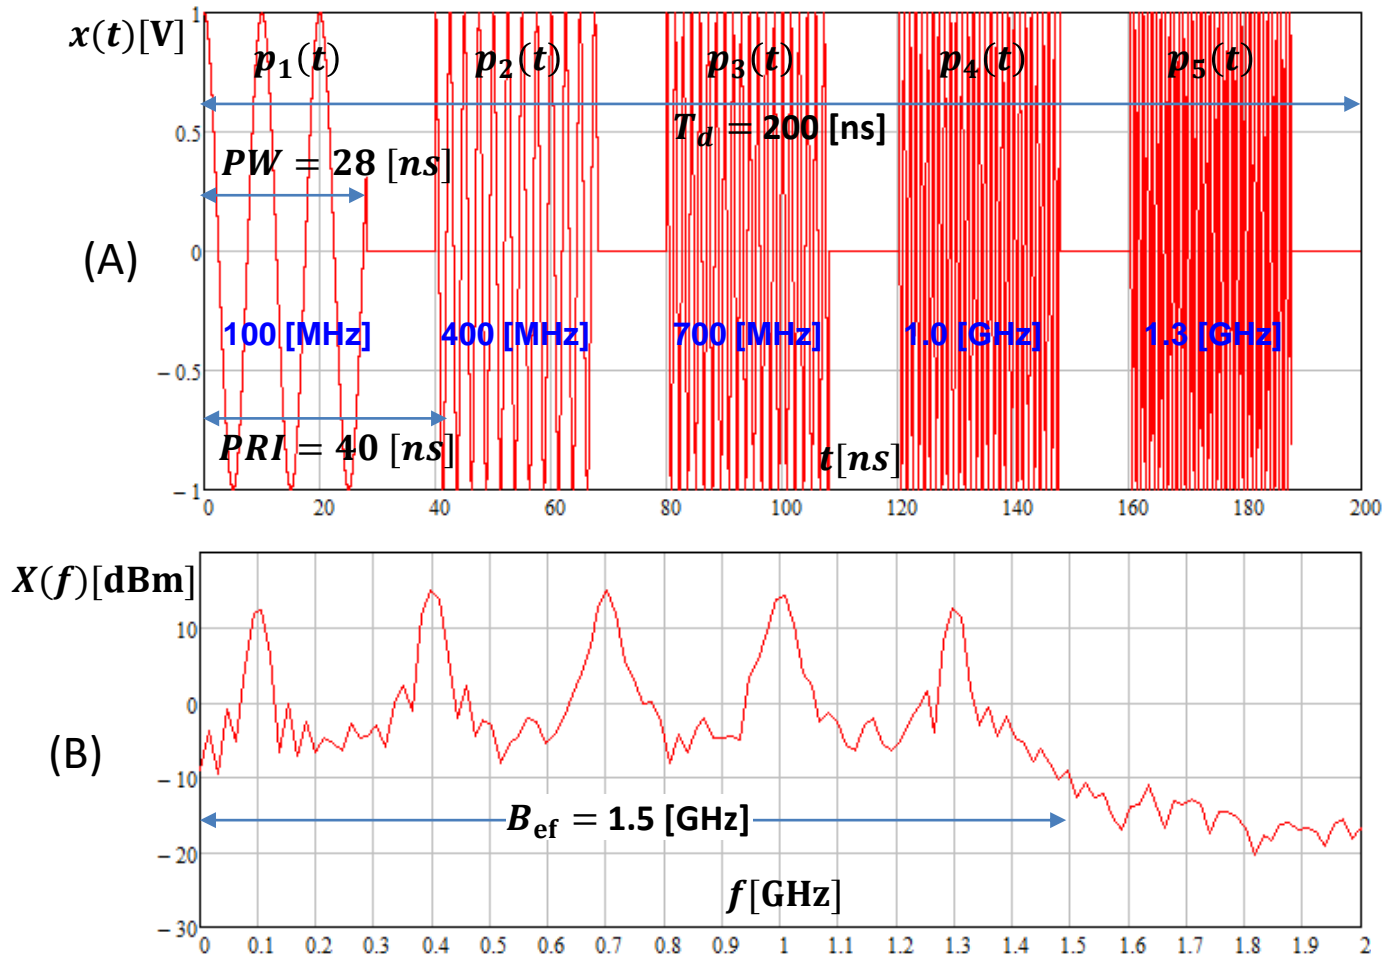 x(t)[V]
1
p₁(t) p₂(t) p₃(t) p₄(t) p₅(t)
T_d = 200 [ns]
0.5
PW = 28 [ns]
(A)
0
100 [MHz] 400 [MHz] 700 [MHz] 1.0 [GHz] 1.3 [GHz]
−0.5
PRI = 40 [ns]
t[ns]
−1
0 20 40 60 80 100 120 140 160 180 200
X(f)[dBm]
10
0
(B)
−10
B_ef = 1.5 [GHz]
−20
f[GHz]
−30
0 0.1 0.2 0.3 0.4 0.5 0.6 0.7 0.8 0.9 1 1.1 1.2 1.3 1.4 1.5 1.6 1.7 1.8 1.9 2